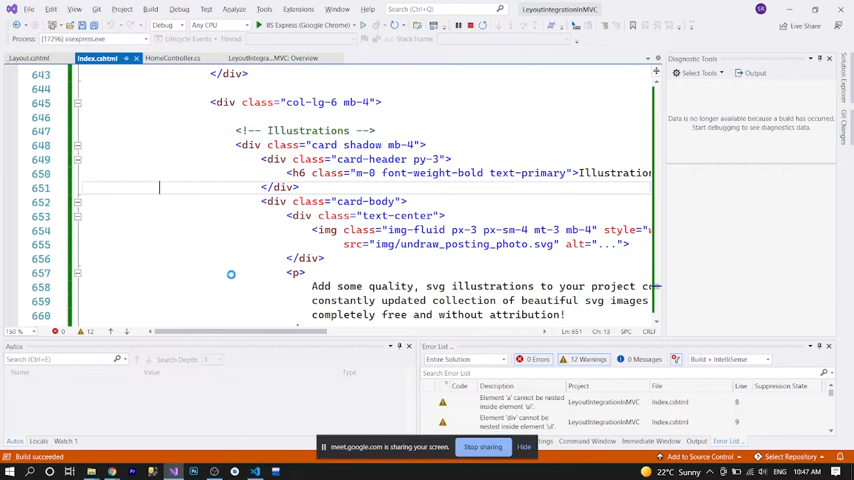 File Edit View Git Project Build Debug Test Analyze Tools Extensions Window Help Search (Ctrl+Q) LeyoutIntegrationInMVC SR
Debug Any CPU IIS Express (Google Chrome) Live Share
Process: [17296] iisexpress.exe Lifecycle Events Thread: Stack Frame:
_Layout.cshtml Index.cshtml HomeController.cs LeyoutIntegra...MVC: Overview
Diagnostic Tools
Select Tools Output
Data is no longer available because a build has occurred.
Start debugging to see diagnostics data.
Solution Explorer
Git Changes
643 </div>
644
645 <div class="col-lg-6 mb-4">
646
647 <!-- Illustrations -->
648 <div class="card shadow mb-4">
649 <div class="card-header py-3">
650 <h6 class="m-0 font-weight-bold text-primary">Illustration
651 </div>
652 <div class="card-body">
653 <div class="text-center">
654 <img class="img-fluid px-3 px-sm-4 mt-3 mb-4" style="w
655 src="img/undraw_posting_photo.svg" alt="...">
656 </div>
657 <p>
658 Add some quality, svg illustrations to your project co
659 constantly updated collection of beautiful svg images
660 completely free and without attribution!
150 % 0 12 Ln: 651 Ch: 13 SPC CRLF
Autos
Search (Ctrl+E) Search Depth: 3
Name Value Type
Autos Locals Watch 1
Error List ...
Entire Solution 0 Errors 12 Warnings 0 Messages Build + IntelliSense
Search Error List
Code Description Project File Line Suppression State
Element 'a' cannot be nested inside element 'ul'. LeyoutIntegrationInMVC Index.cshtml 8
Element 'div' cannot be nested inside element 'ul'. LeyoutIntegrationInMVC Index.cshtml 9
Settings Command Window Immediate Window Output Error List ...
meet.google.com is sharing your screen. Stop sharing Hide
Build succeeded Add to Source Control Select Repository
22°C Sunny ENG 10:47 AM